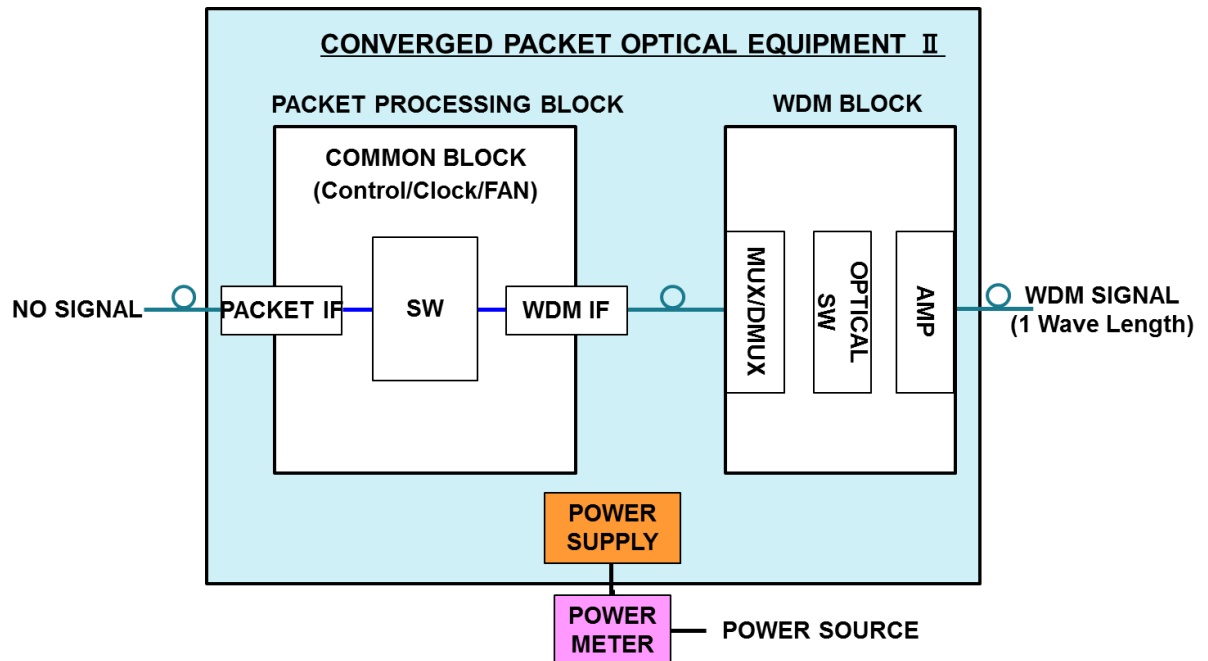 CONVERGED PACKET OPTICAL EQUIPMENT Ⅱ
PACKET PROCESSING BLOCK
WDM BLOCK
COMMON BLOCK
(Control/Clock/FAN)
NO SIGNAL
PACKET IF
SW
WDM IF
MUX/DMUX
OPTICAL
SW
AMP
WDM SIGNAL
(1 Wave Length)
POWER
SUPPLY
POWER
METER
POWER SOURCE